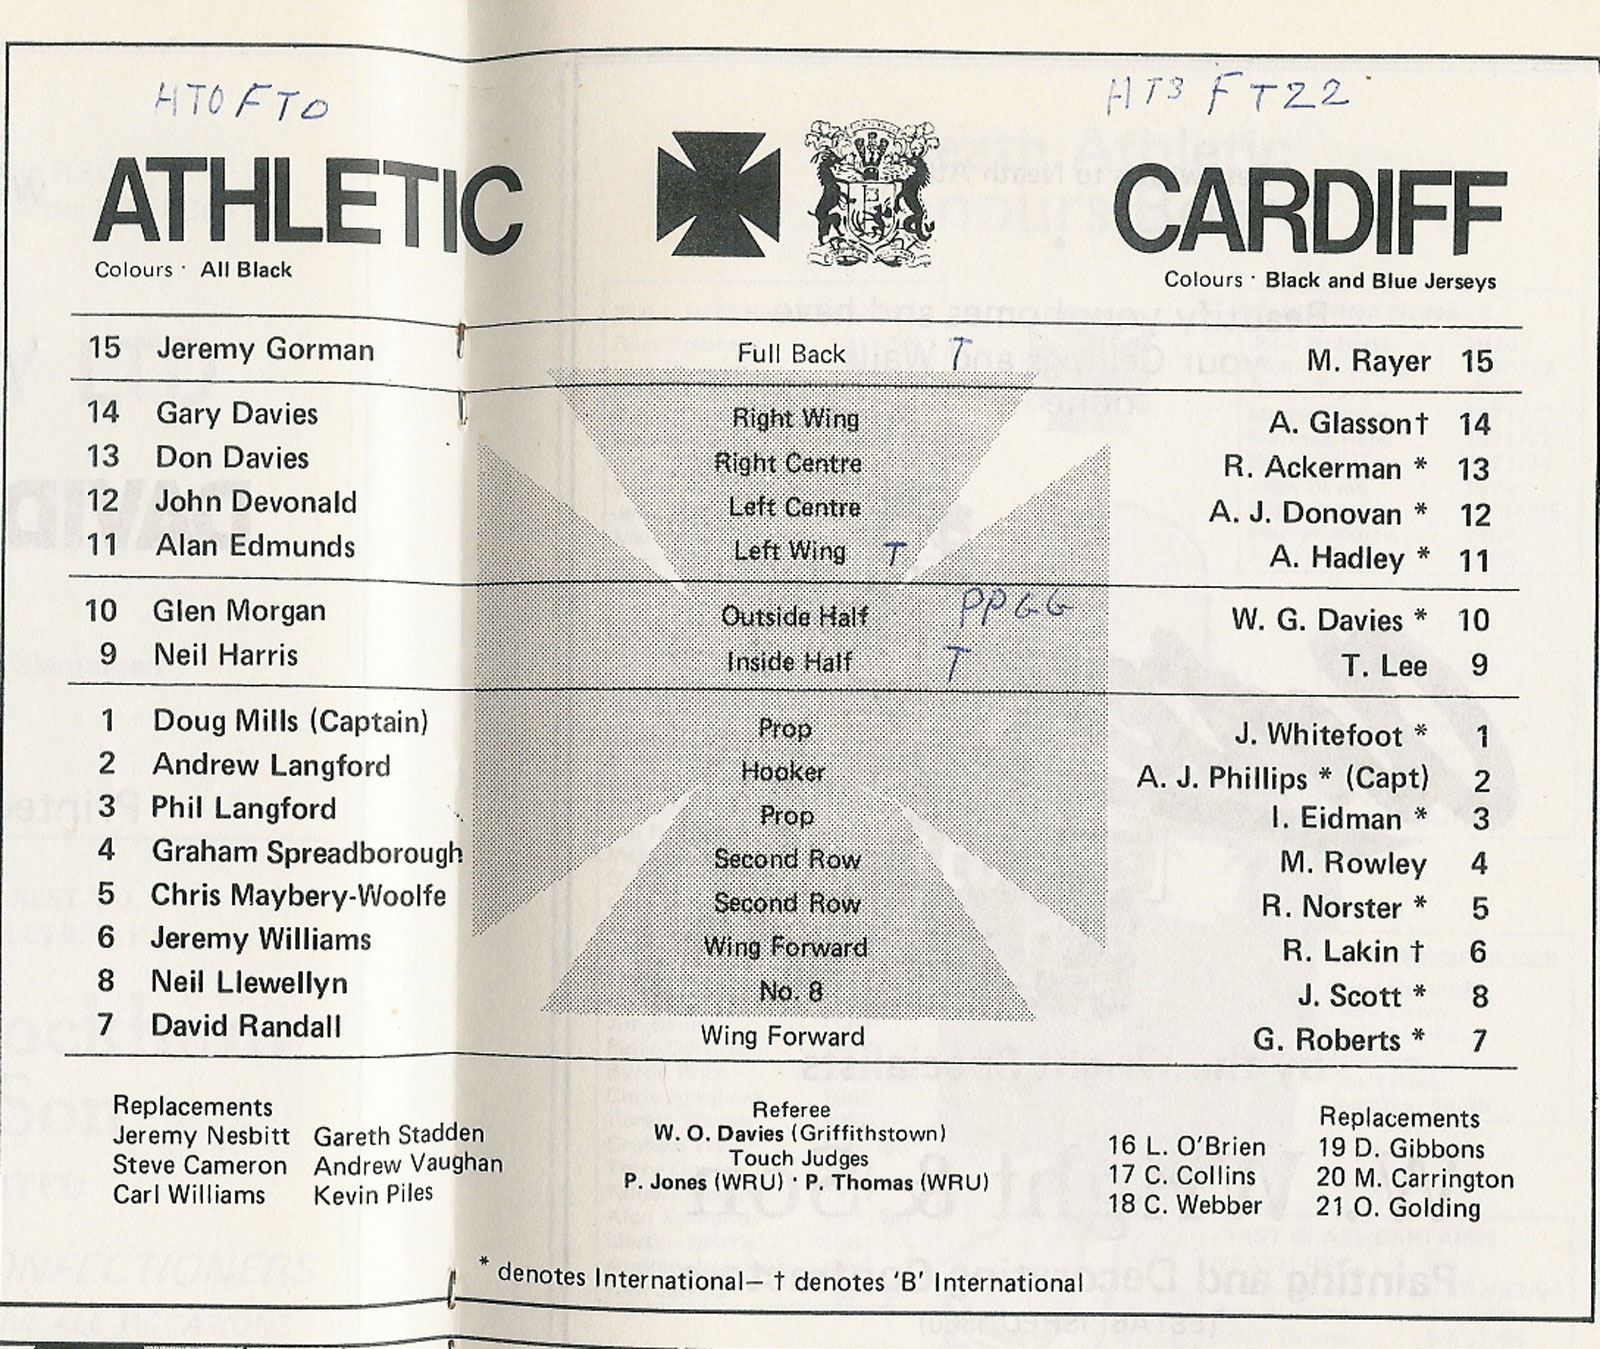 HT0 FT0
HT3 FT22
ATHLETIC
CARDIFF
Colours · All Black
Colours · Black and Blue Jerseys
15 Jeremy Gorman Full Back T M. Rayer 15
14 Gary Davies Right Wing A. Glasson† 14
13 Don Davies Right Centre R. Ackerman * 13
12 John Devonald Left Centre A. J. Donovan * 12
11 Alan Edmunds Left Wing T A. Hadley * 11
10 Glen Morgan Outside Half PPGG W. G. Davies * 10
9 Neil Harris Inside Half T T. Lee 9
1 Doug Mills (Captain) Prop J. Whitefoot * 1
2 Andrew Langford Hooker A. J. Phillips * (Capt) 2
3 Phil Langford Prop I. Eidman * 3
4 Graham Spreadborough Second Row M. Rowley 4
5 Chris Maybery-Woolfe Second Row R. Norster * 5
6 Jeremy Williams Wing Forward R. Lakin † 6
8 Neil Llewellyn No. 8 J. Scott * 8
7 David Randall Wing Forward G. Roberts * 7
Replacements
Jeremy Nesbitt Gareth Stadden
Steve Cameron Andrew Vaughan
Carl Williams Kevin Piles
Referee
W. O. Davies (Griffithstown)
Touch Judges
P. Jones (WRU) · P. Thomas (WRU)
Replacements
16 L. O'Brien 19 D. Gibbons
17 C. Collins 20 M. Carrington
18 C. Webber 21 O. Golding
* denotes International— † denotes 'B' International